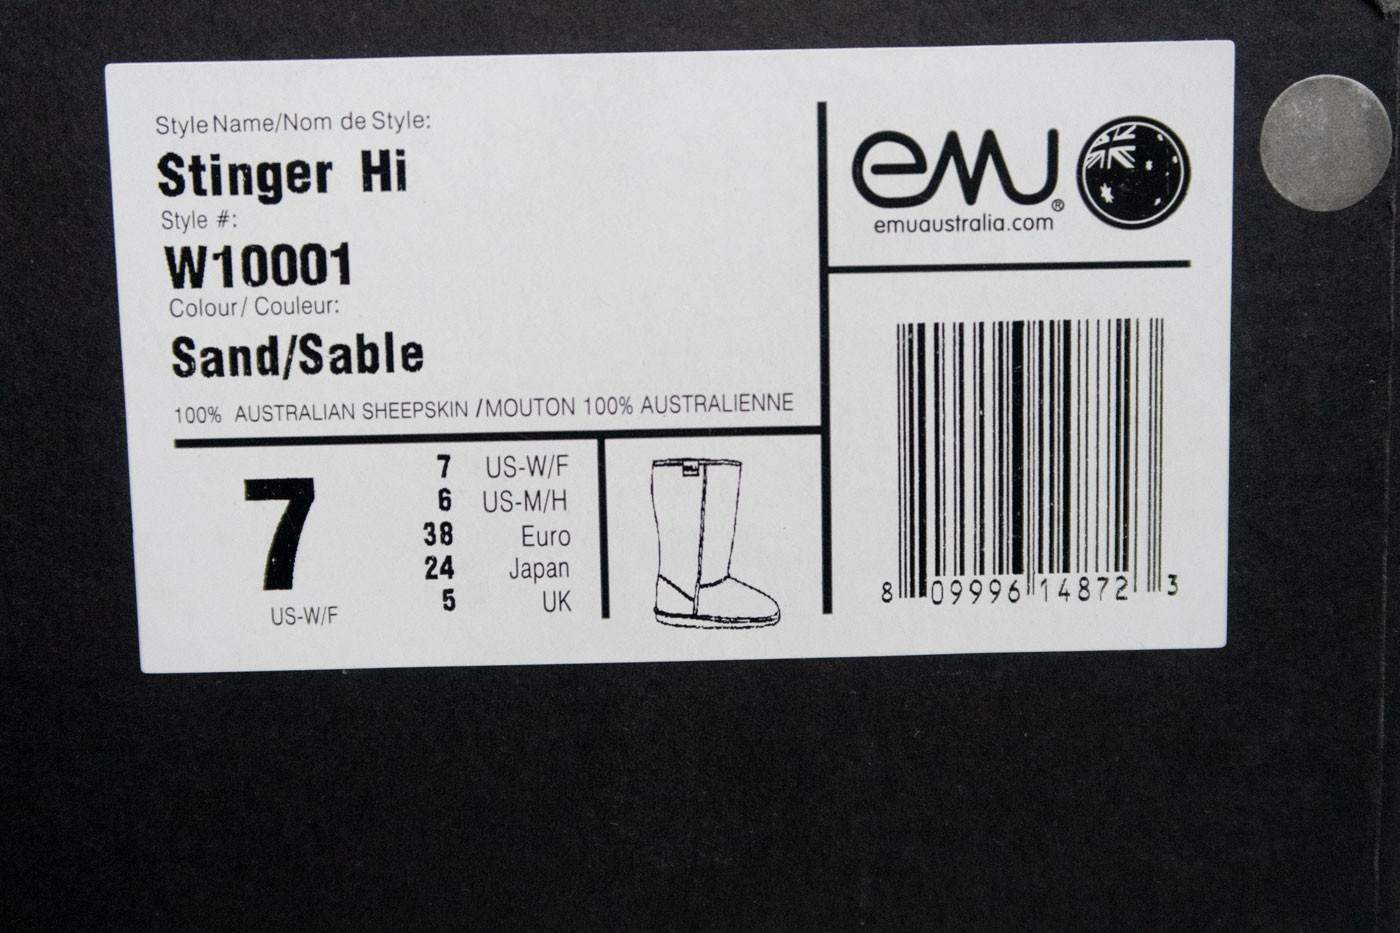 Style Name/Nom de Style:
Stinger Hi
Style #:
W10001
Colour/ Couleur:
Sand/Sable
100% AUSTRALIAN SHEEPSKIN / MOUTON 100% AUSTRALIENNE
7
US-W/F
7 US-W/F
6 US-M/H
38 Euro
24 Japan
5 UK
emu®
emuaustralia.com
8 09996 14872 3